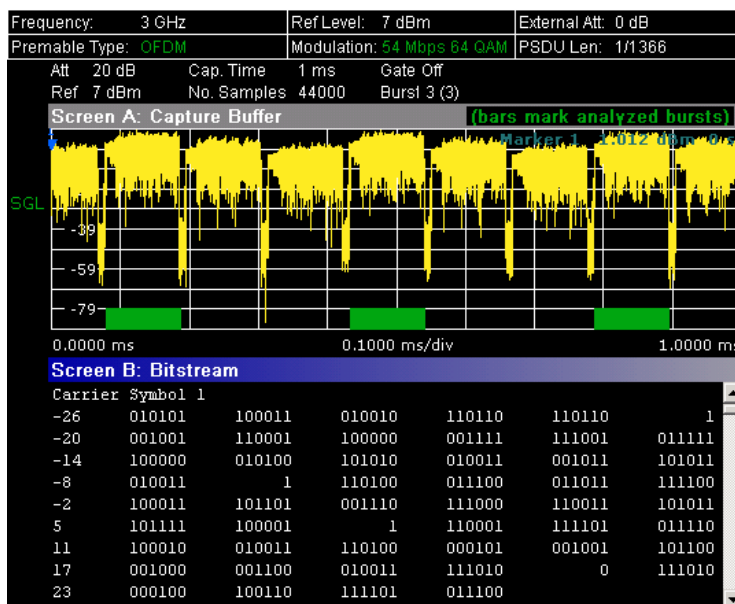 Frequency: 3 GHz Ref Level: 7 dBm External Att: 0 dB
Premable Type: OFDM Modulation: 54 Mbps 64 QAM PSDU Len: 1/1366
Att 20 dB Cap. Time 1 ms Gate Off
Ref 7 dBm No. Samples 44000 Burst 3 (3)
Screen A: Capture Buffer (bars mark analyzed bursts)
1
Marker 1 1.012 dBm 0 s
SGL
-39
-59
-79
0.0000 ms 0.1000 ms/div 1.0000 ms
Screen B: Bitstream
Carrier Symbol 1
-26 010101 100011 010010 110110 110110 1
-20 001001 110001 100000 001111 111001 011111
-14 100000 010100 101010 010011 001011 101011
-8 010011 1 110100 011100 011011 111100
-2 100011 101101 001110 111000 110011 101011
5 101111 100001 1 110001 111101 011110
11 100010 010011 110100 000101 001001 101100
17 001000 001100 010011 111010 0 111010
23 000100 100110 111101 011100